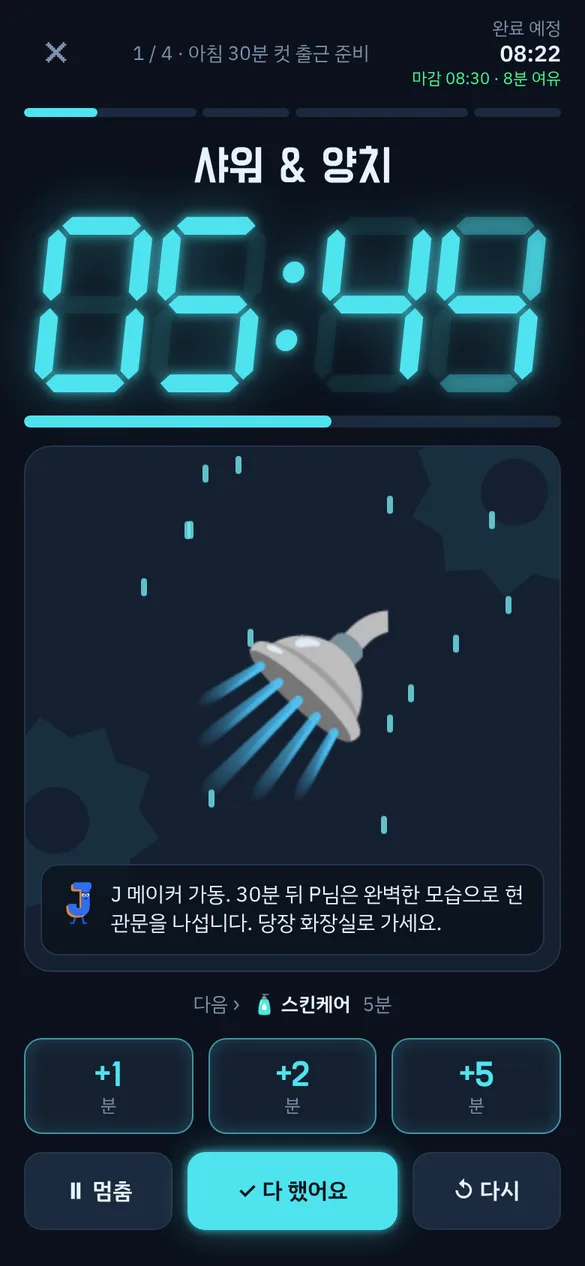 완료 예정
1 / 4 · 아침 30분 컷 출근 준비
08:22
마감 08:30 · 8분 여유
샤워 & 양치
05:49
J 메이커 가동. 30분 뒤 P님은 완벽한 모습으로 현
관문을 나섭니다. 당장 화장실로 가세요.
다음 › 스킨케어 5분
+1 +2 +5
분 분 분
멈춤 ✓ 다 했어요 다시